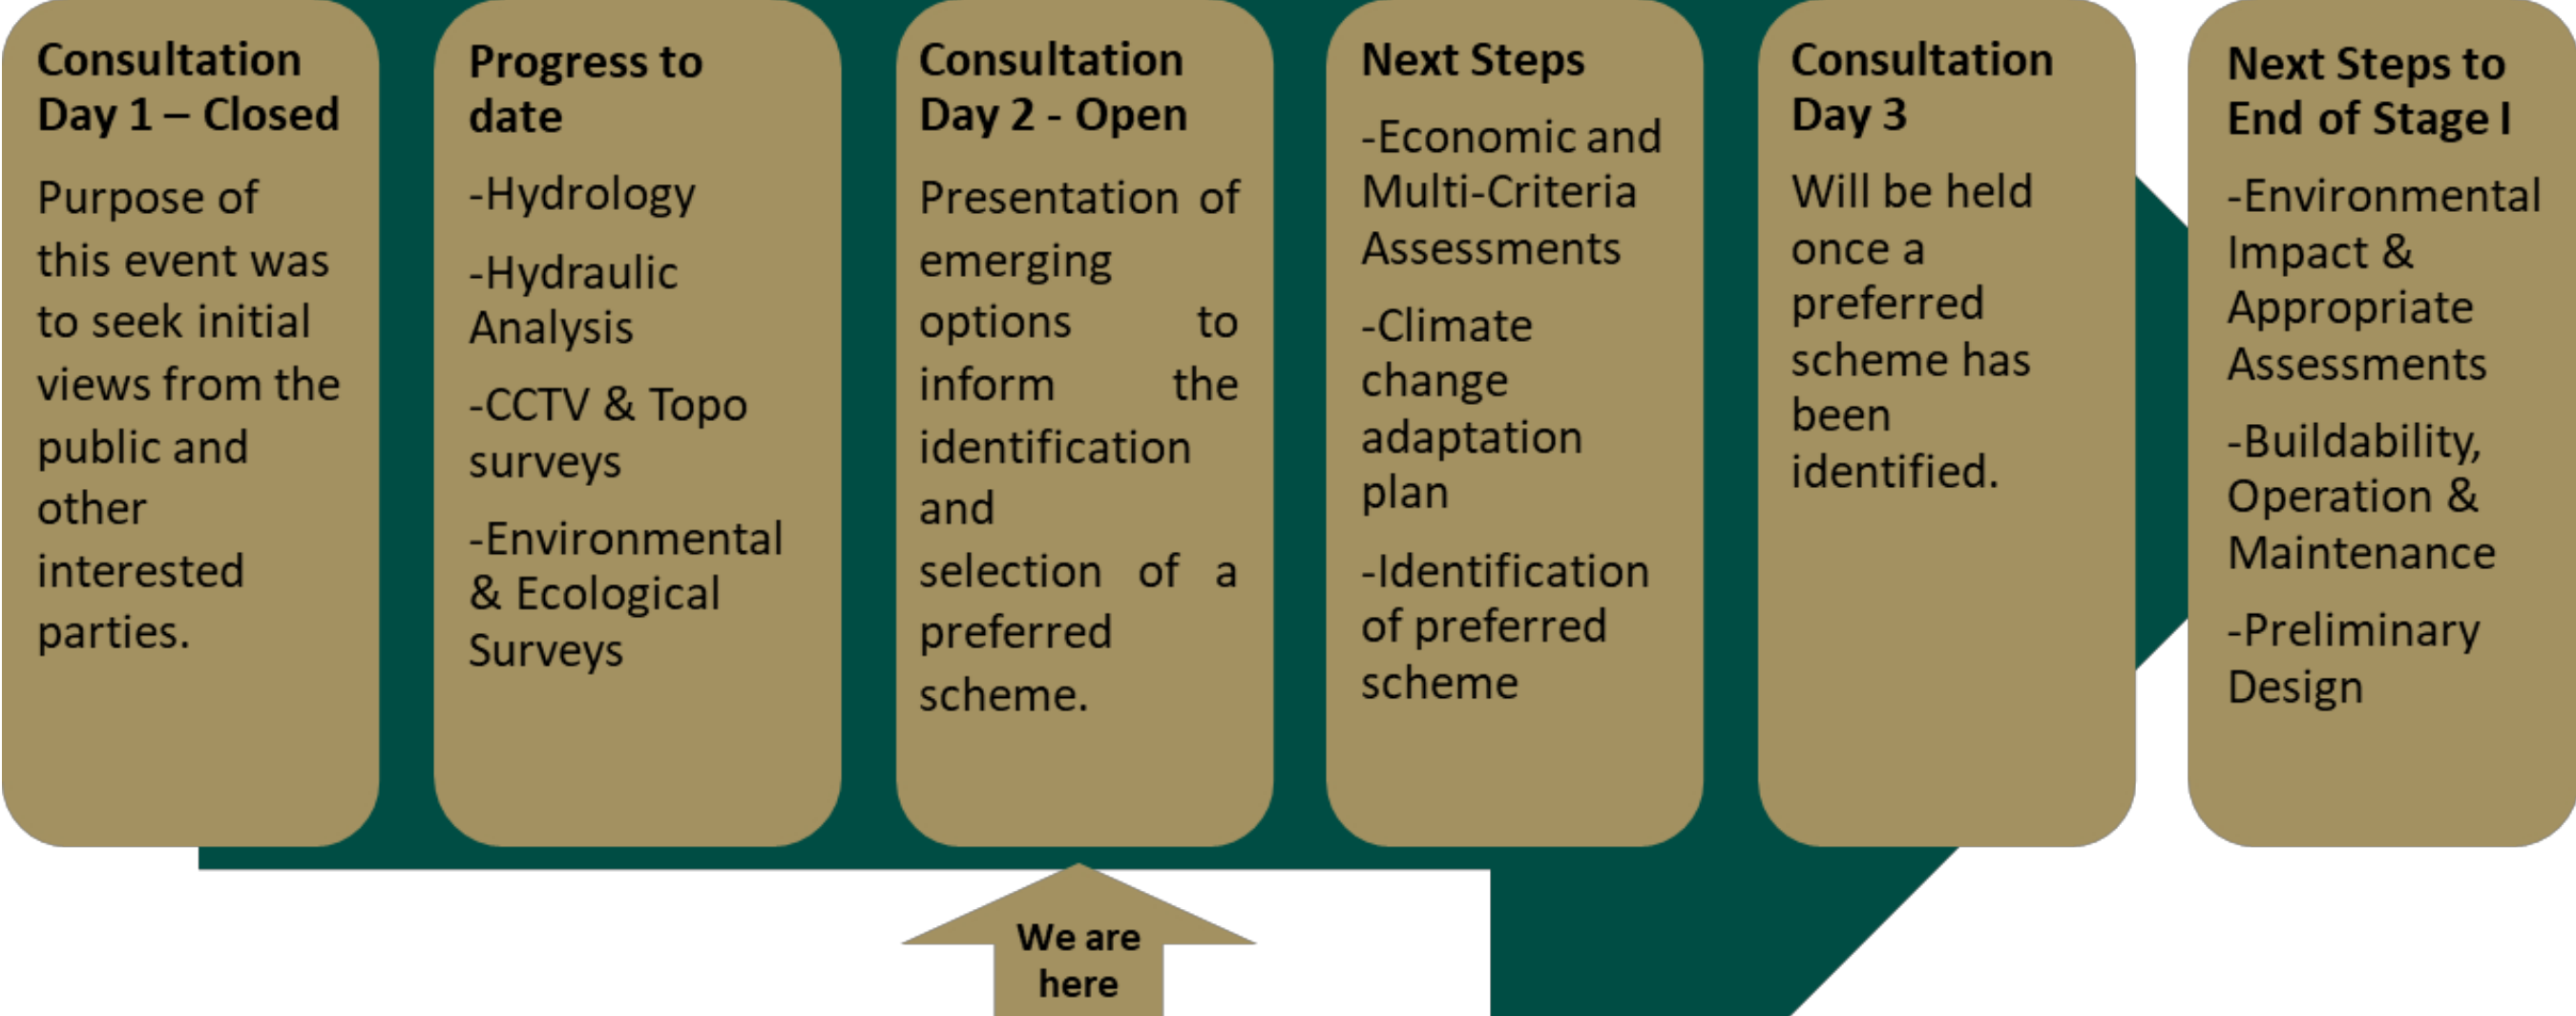 Consultation
Day 1 – Closed
Purpose of
this event was
to seek initial
views from the
public and
other
interested
parties.
Progress to
date
-Hydrology
-Hydraulic
Analysis
-CCTV & Topo
surveys
-Environmental
& Ecological
Surveys
Consultation
Day 2 - Open
Presentation of
emerging
options to
inform the
identification
and
selection of a
preferred
scheme.
Next Steps
-Economic and
Multi-Criteria
Assessments
-Climate
change
adaptation
plan
-Identification
of preferred
scheme
Consultation
Day 3
Will be held
once a
preferred
scheme has
been
identified.
Next Steps to
End of Stage I
-Environmental
Impact &
Appropriate
Assessments
-Buildability,
Operation &
Maintenance
-Preliminary
Design
We are
here